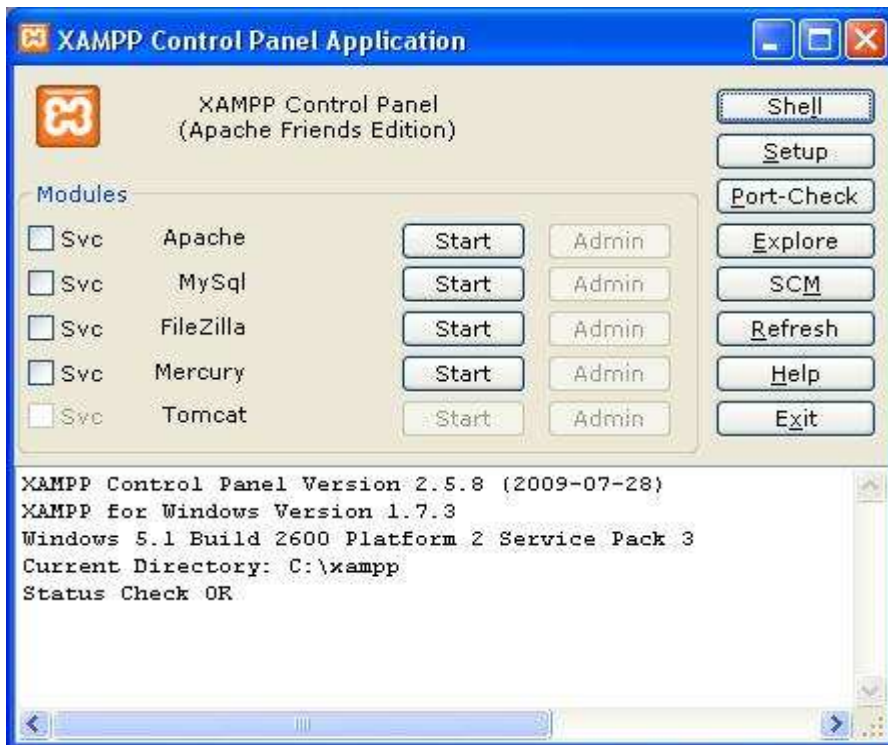 XAMPP Control Panel Application
XAMPP Control Panel
(Apache Friends Edition)
Shell
Setup
Port-Check
Explore
SCM
Refresh
Help
Exit
Modules
Svc Apache Start Admin
Svc MySql Start Admin
Svc FileZilla Start Admin
Svc Mercury Start Admin
Svc Tomcat Start Admin
XAMPP Control Panel Version 2.5.8 (2009-07-28)
XAMPP for Windows Version 1.7.3
Windows 5.1 Build 2600 Platform 2 Service Pack 3
Current Directory: C:\xampp
Status Check OK